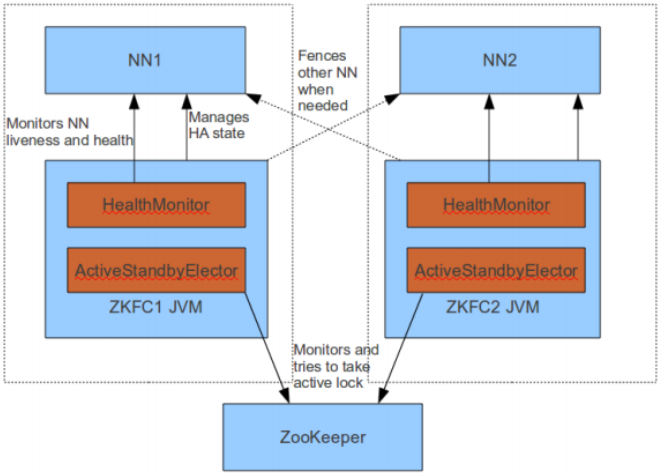 NN1
NN2
Fences
other NN
when
needed
Monitors NN
liveness and health
Manages
HA state
HealthMonitor
HealthMonitor
ActiveStandbyElector
ActiveStandbyElector
ZKFC1 JVM
ZKFC2 JVM
Monitors and
tries to take
active lock
ZooKeeper